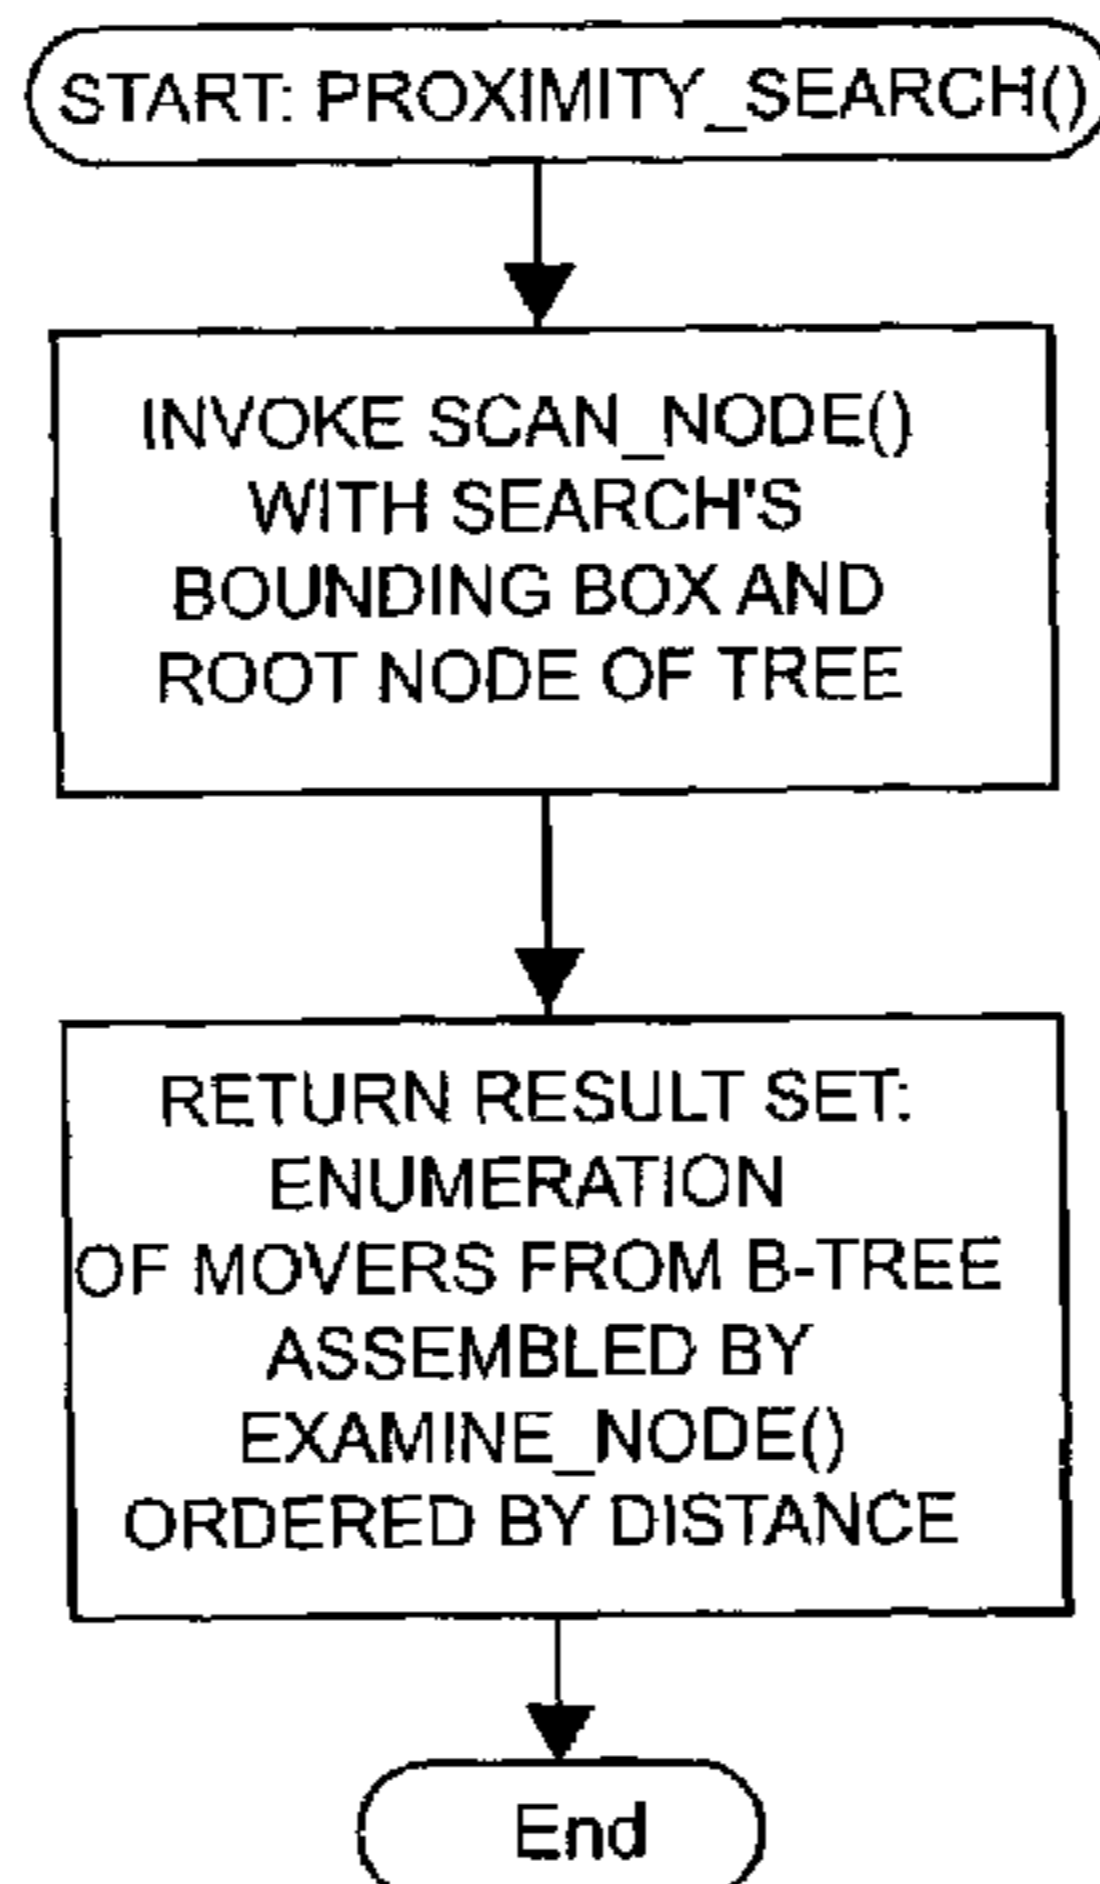 START: PROXIMITY_SEARCH()
INVOKE SCAN_NODE()
WITH SEARCH'S
BOUNDING BOX AND
ROOT NODE OF TREE
RETURN RESULT SET:
ENUMERATION
OF MOVERS FROM B-TREE
ASSEMBLED BY
EXAMINE_NODE()
ORDERED BY DISTANCE
End